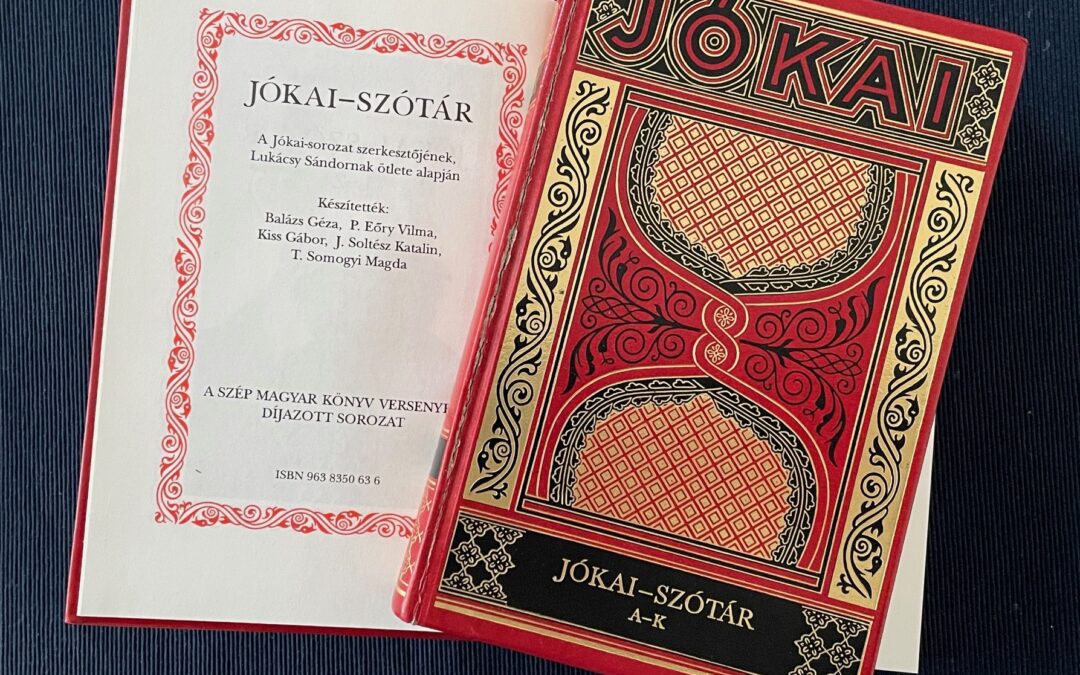 JÓKAI–SZÓTÁR
A Jókai-sorozat szerkesztőjének,
Lukácsy Sándornak ötlete alapján
Készítették:
Balázs Géza, P. Eőry Vilma,
Kiss Gábor, J. Soltész Katalin,
T. Somogyi Magda
A SZÉP MAGYAR KÖNYV
DÍJAZOTT SOROZAT
ISBN 963 8350 63 6
JÓKAI
JÓKAI–SZÓTÁR
A–K